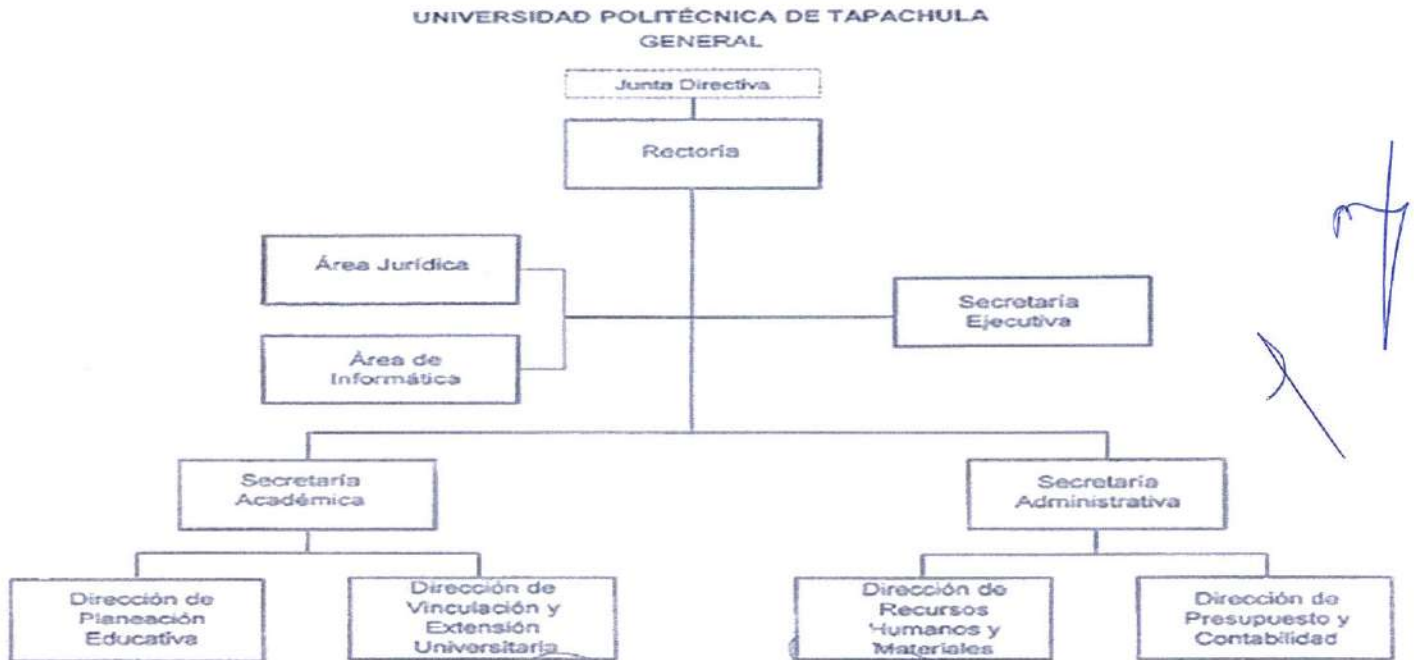 UNIVERSIDAD POLITÉCNICA DE TAPACHULA
GENERAL
Junta Directiva
Rectoría
Área Jurídica
Secretaría
Ejecutiva
Área de
Informática
Secretaría
Académica
Secretaría
Administrativa
Dirección de
Planeación
Educativa
Dirección de
Vinculación y
Extensión
Universitaria
Dirección de
Recursos
Humanos y
Materiales
Dirección de
Presupuesto y
Contabilidad